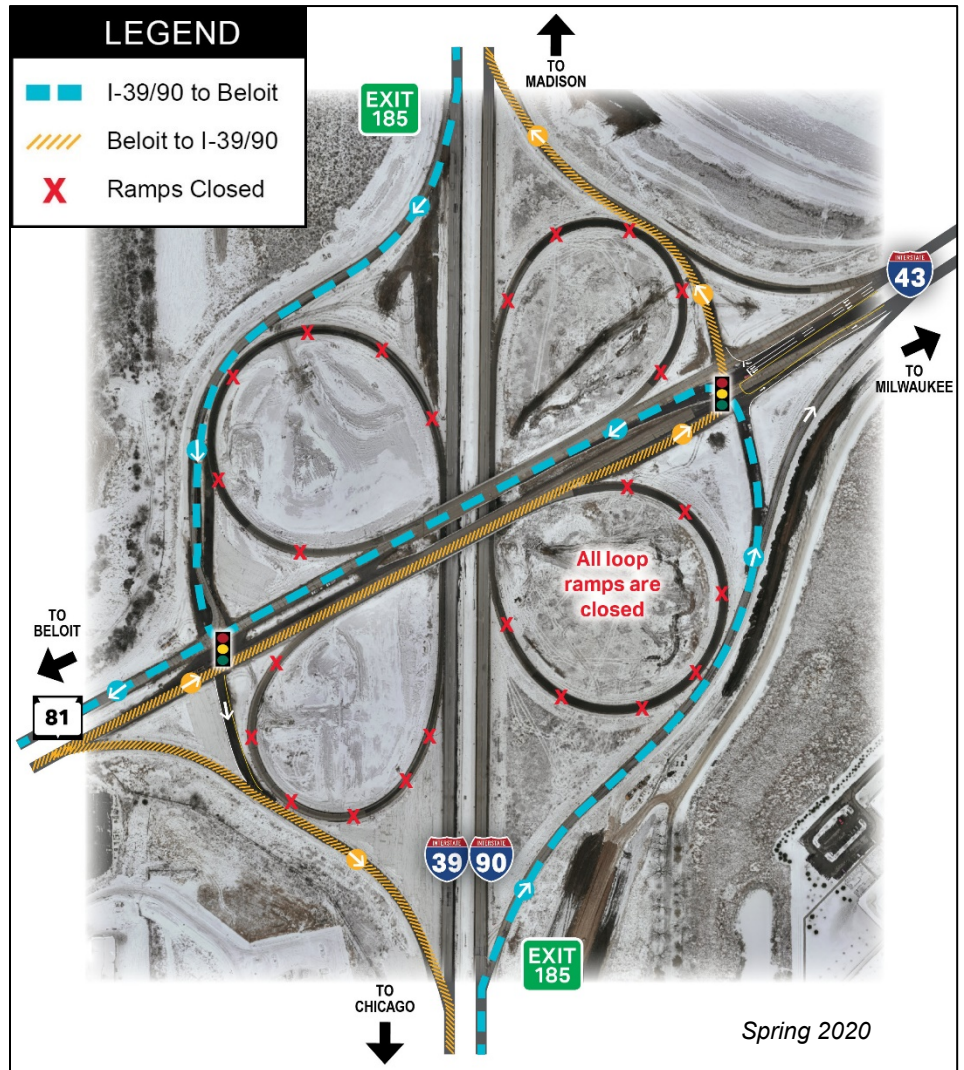 LEGEND
I-39/90 to Beloit
Beloit to I-39/90
X Ramps Closed
TO
MADISON
EXIT
185
INTERSTATE
43
TO
MILWAUKEE
All loop
ramps are
closed
TO
BELOIT
81
INTERSTATE
39
INTERSTATE
90
EXIT
185
TO
CHICAGO
Spring 2020